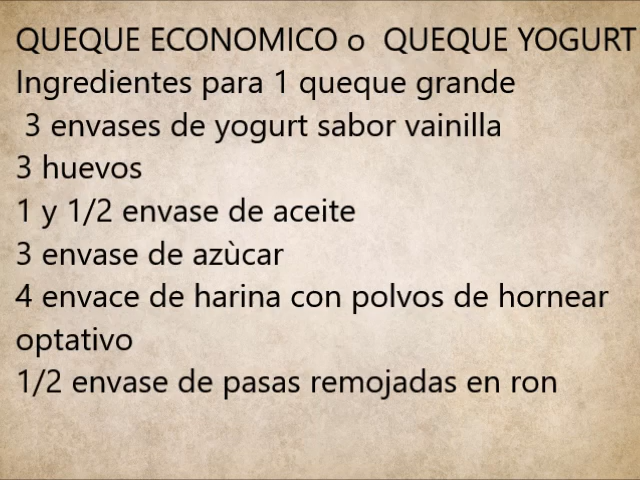 QUEQUE ECONOMICO o  QUEQUE YOGURT
Ingredientes para 1 queque grande
3 envases de yogurt sabor vainilla
3 huevos
1 y 1/2 envase de aceite
3 envase de azùcar
4 envace de harina con polvos de hornear
optativo
1/2 envase de pasas remojadas en ron